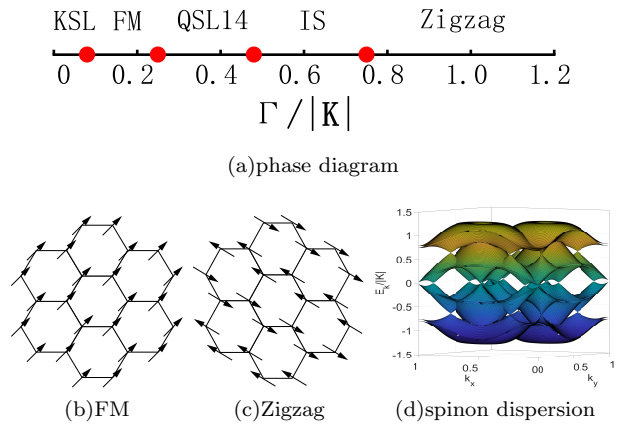 KSL FM QSL14 IS Zigzag
0 0.2 0.4 0.6 0.8 1.0 1.2
Γ/|K|
(a)phase diagram
1.5
1
0.5
0
-0.5
-1
-1.5
E_k/|K|
1 0.5 00 0.5 1
k_x k_y
(b)FM (c)Zigzag (d)spinon dispersion